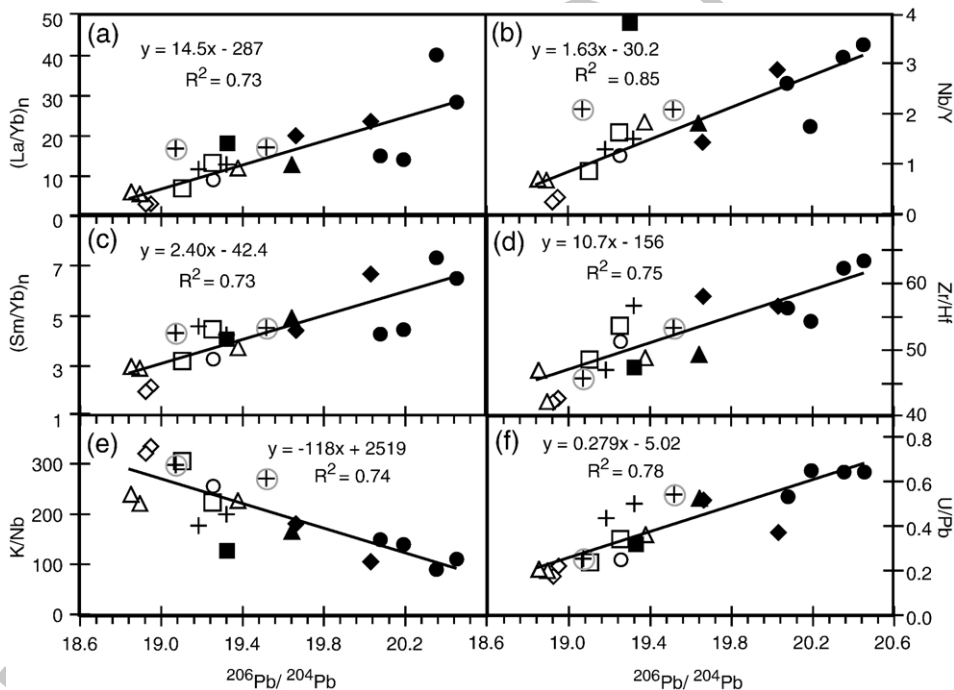 50
(a)
y = 14.5x - 287
R2 = 0.73
40
30
20
10
0
(La/Yb)n
(b)
y = 1.63x - 30.2
R2 = 0.85
4
3
2
1
0
Nb/Y
(c)
y = 2.40x - 42.4
R2 = 0.73
7
5
3
1
(Sm/Yb)n
(d)
y = 10.7x - 156
R2 = 0.75
60
50
40
Zr/Hf
(e)
y = -118x + 2519
R2 = 0.74
300
200
100
0
K/Nb
(f)
y = 0.279x - 5.02
R2 = 0.78
0.8
0.6
0.4
0.2
0.0
U/Pb
18.6 19.0 19.4 19.8 20.2 18.6 19.0 19.4 19.8 20.2 20.6
206Pb/ 204Pb 206Pb/ 204Pb